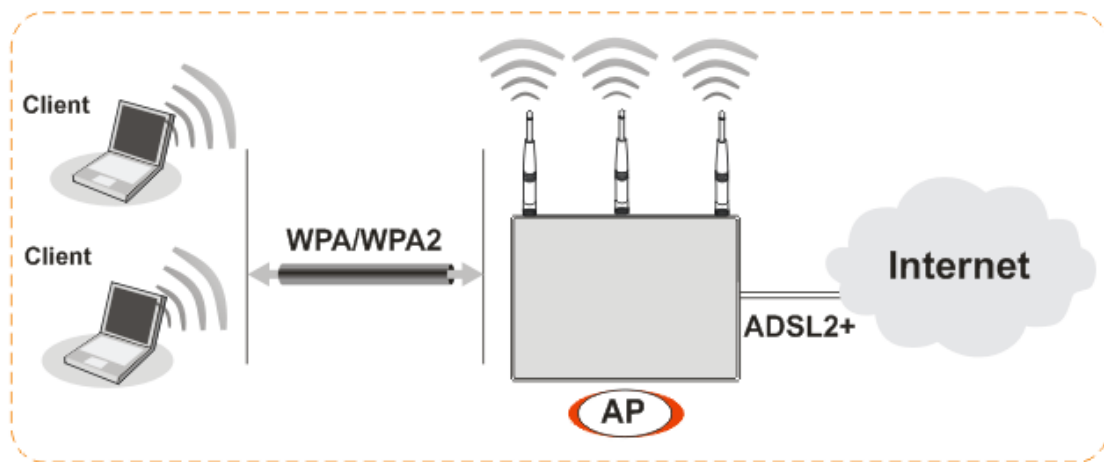 Client
WPA/WPA2
Client
Internet
ADSL2+
AP